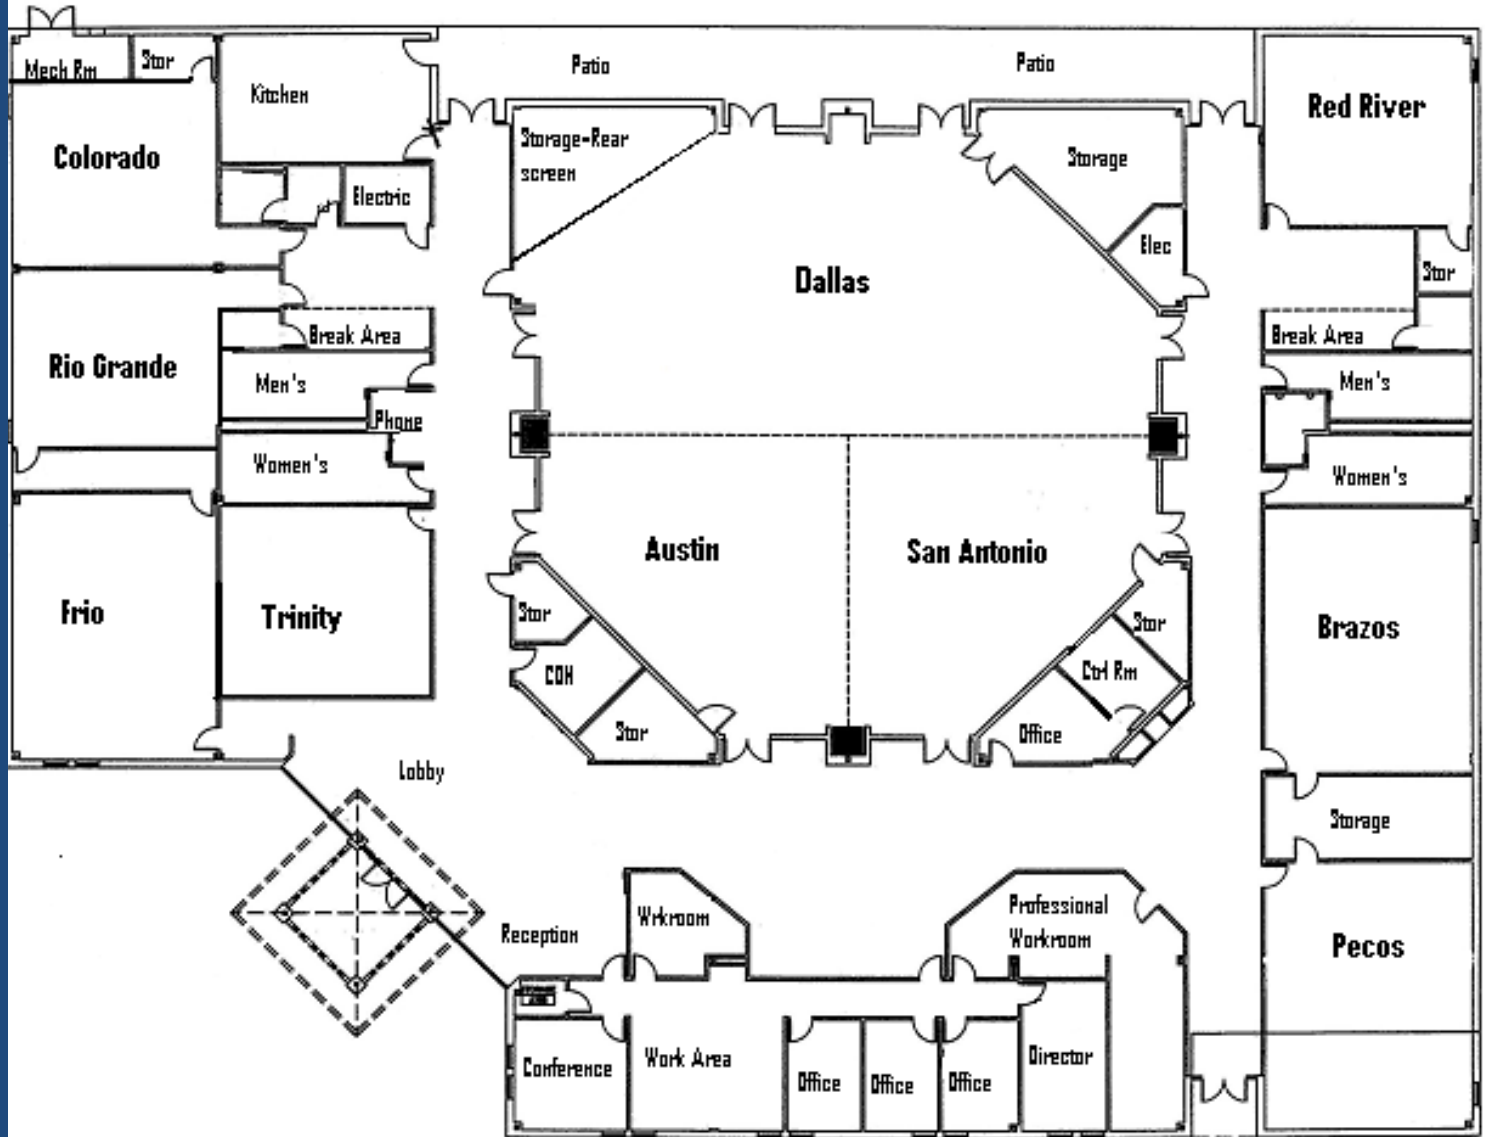 Mech Rm
Stor
Kitchen
Patio
Patio
Red River
Colorado
Storage-Rear
screen
Storage
Electric
Elec
Stor
Dallas
Break Area
Break Area
Rio Grande
Men's
Men's
Phone
Women's
Women's
Austin
San Antonio
Frio
Trinity
Stor
Stor
Brazos
COH
Ctrl Rm
Stor
Office
Lobby
Storage
Wrkroom
Professional
Workroom
Reception
Pecos
Conference
Work Area
Office
Office
Office
Director